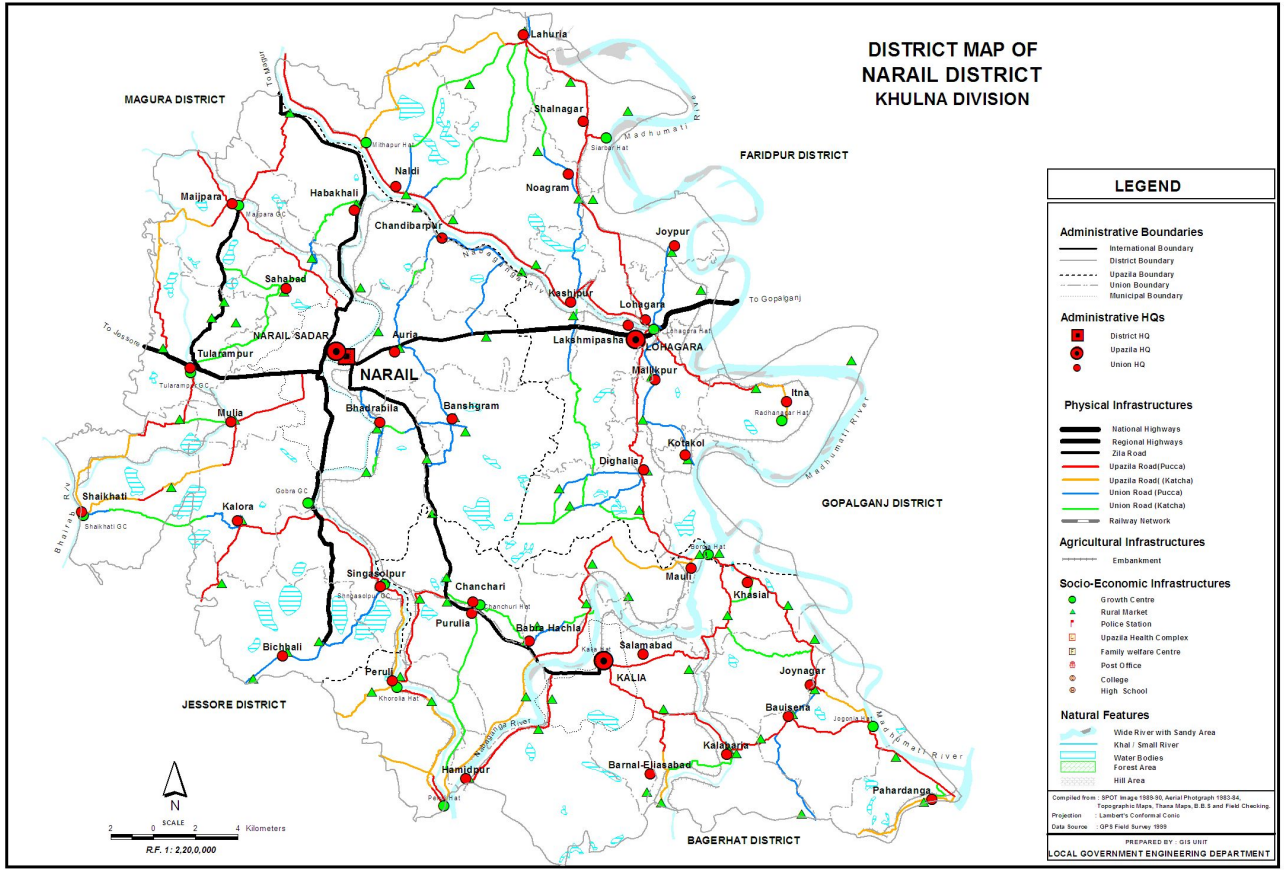 DISTRICT MAP OF
NARAIL DISTRICT
KHULNA DIVISION
MAGURA DISTRICT
FARIDPUR DISTRICT
GOPALGANJ DISTRICT
JESSORE DISTRICT
BAGERHAT DISTRICT
To Magura
Lahuria
Shalnagar
Siarbar Hat
Madhumati Rive
Mithapur Hat
Naldi
Noagram
Maijpara
Maijpara GC
Habakhali
Chandibarpur
Joypur
Nabaganga Riv
Sahabad
Kashipur
Lohagara
To Gopalganj
To Jessore
NARAIL SADAR
Auria
Lakshmipasha
Lohagora Hat
LOHAGARA
Tularampur
Tularampur GC
NARAIL
Mallikpur
Itna
Radhanagar Hat
Mulia
Bhadrabila
Banshgram
Madhumati River
Kotakol
Dighalia
Bhairab Riv
Shaikhati
Shaikhati GC
Gobra GC
Kalora
Singasolpur
Shngasolpur GC
Chanchari
Chanchuri Hat
Purulia
Mauli
Khasial
Babra Hachla
Kalia Hat
Salamabad
KALIA
Bichhali
Peruli
Khorolia Hat
Joynagar
Bauisena
Jogonia Hat
Madhumati River
Nabaganga River
Kalabaria
Hamidpur
Barnal-Eliasabad
Pahardanga
N
SCALE
2 0 2 4 Kilometers
R.F. 1: 2,20,0,000
LEGEND
Administrative Boundaries
International Boundary
District Boundary
Upazila Boundary
Union Boundary
Municipal Boundary
Administrative HQs
District HQ
Upazila HQ
Union HQ
Physical Infrastructures
National Highways
Regional Highways
Zila Road
Upazila Road(Pucca)
Upazila Road( (Katcha)
Union Road (Pucca)
Union Road (Katcha)
Railway Network
Agricultural Infrastructures
Embankment
Socio-Economic Infrastructures
Growth Centre
Rural Market
Police Station
Upazila Health Complex
Family welfare Centre
Post Office
College
High School
Natural Features
Wide River with Sandy Area
Khal / Small River
Water Bodies
Forest Area
Hill Area
Compiled from : SPOT Image 1989-90, Aerial Photgraph 1983-84,
Topographic Maps, Thana Maps, B.B.S and Field Checking.
Projection : Lambert's Conformal Conic
Data Source : GPS Field Survey 1999
PREPARED BY : GIS UNIT
LOCAL GOVERNMENT ENGINEERING DEPARTMENT